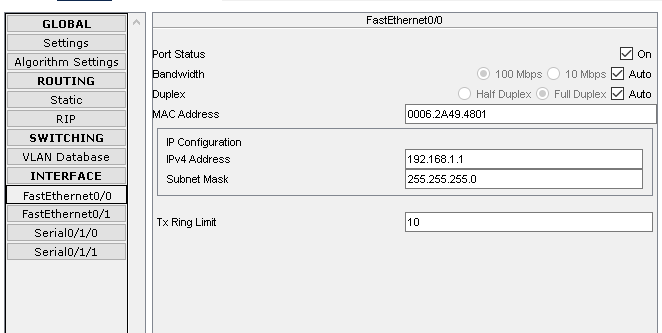 GLOBAL
Settings
Algorithm Settings
ROUTING
Static
RIP
SWITCHING
VLAN Database
INTERFACE
FastEthernet0/0
FastEthernet0/1
Serial0/1/0
Serial0/1/1
FastEthernet0/0
Port Status On
Bandwidth 100 Mbps 10 Mbps Auto
Duplex Half Duplex Full Duplex Auto
MAC Address 0006.2A49.4801
IP Configuration
IPv4 Address 192.168.1.1
Subnet Mask 255.255.255.0
Tx Ring Limit 10